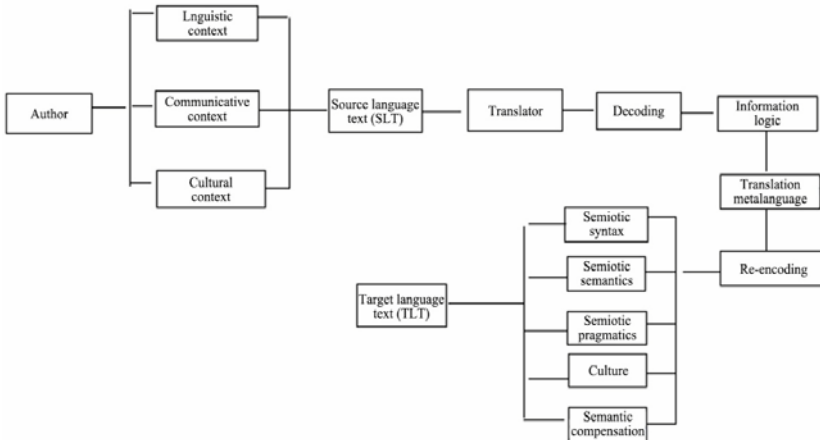 Lnguistic
context
Author
Communicative
context
Cultural
context
Source language
text (SLT)
Translator
Decoding
Information
logic
Translation
metalanguage
Re-encoding
Semiotic
syntax
Semiotic
semantics
Semiotic
pragmatics
Culture
Semantic
compensation
Target language
text (TLT)